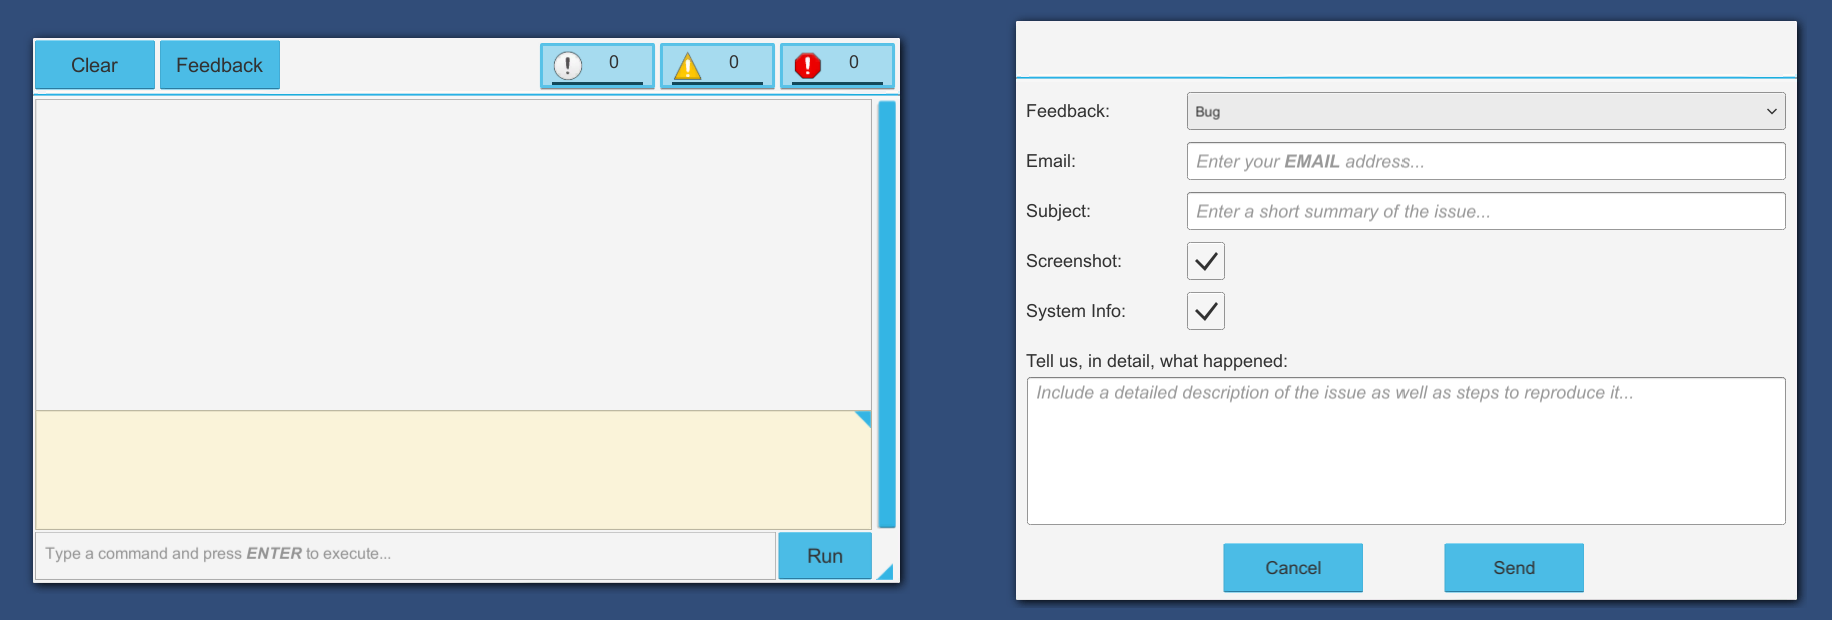 Clear
Feedback
0
0
0
Type a command and press ENTER to execute...
Run
Feedback:
Bug
Email:
Enter your EMAIL address...
Subject:
Enter a short summary of the issue...
Screenshot:
System Info:
Tell us, in detail, what happened:
Include a detailed description of the issue as well as steps to reproduce it...
Cancel
Send